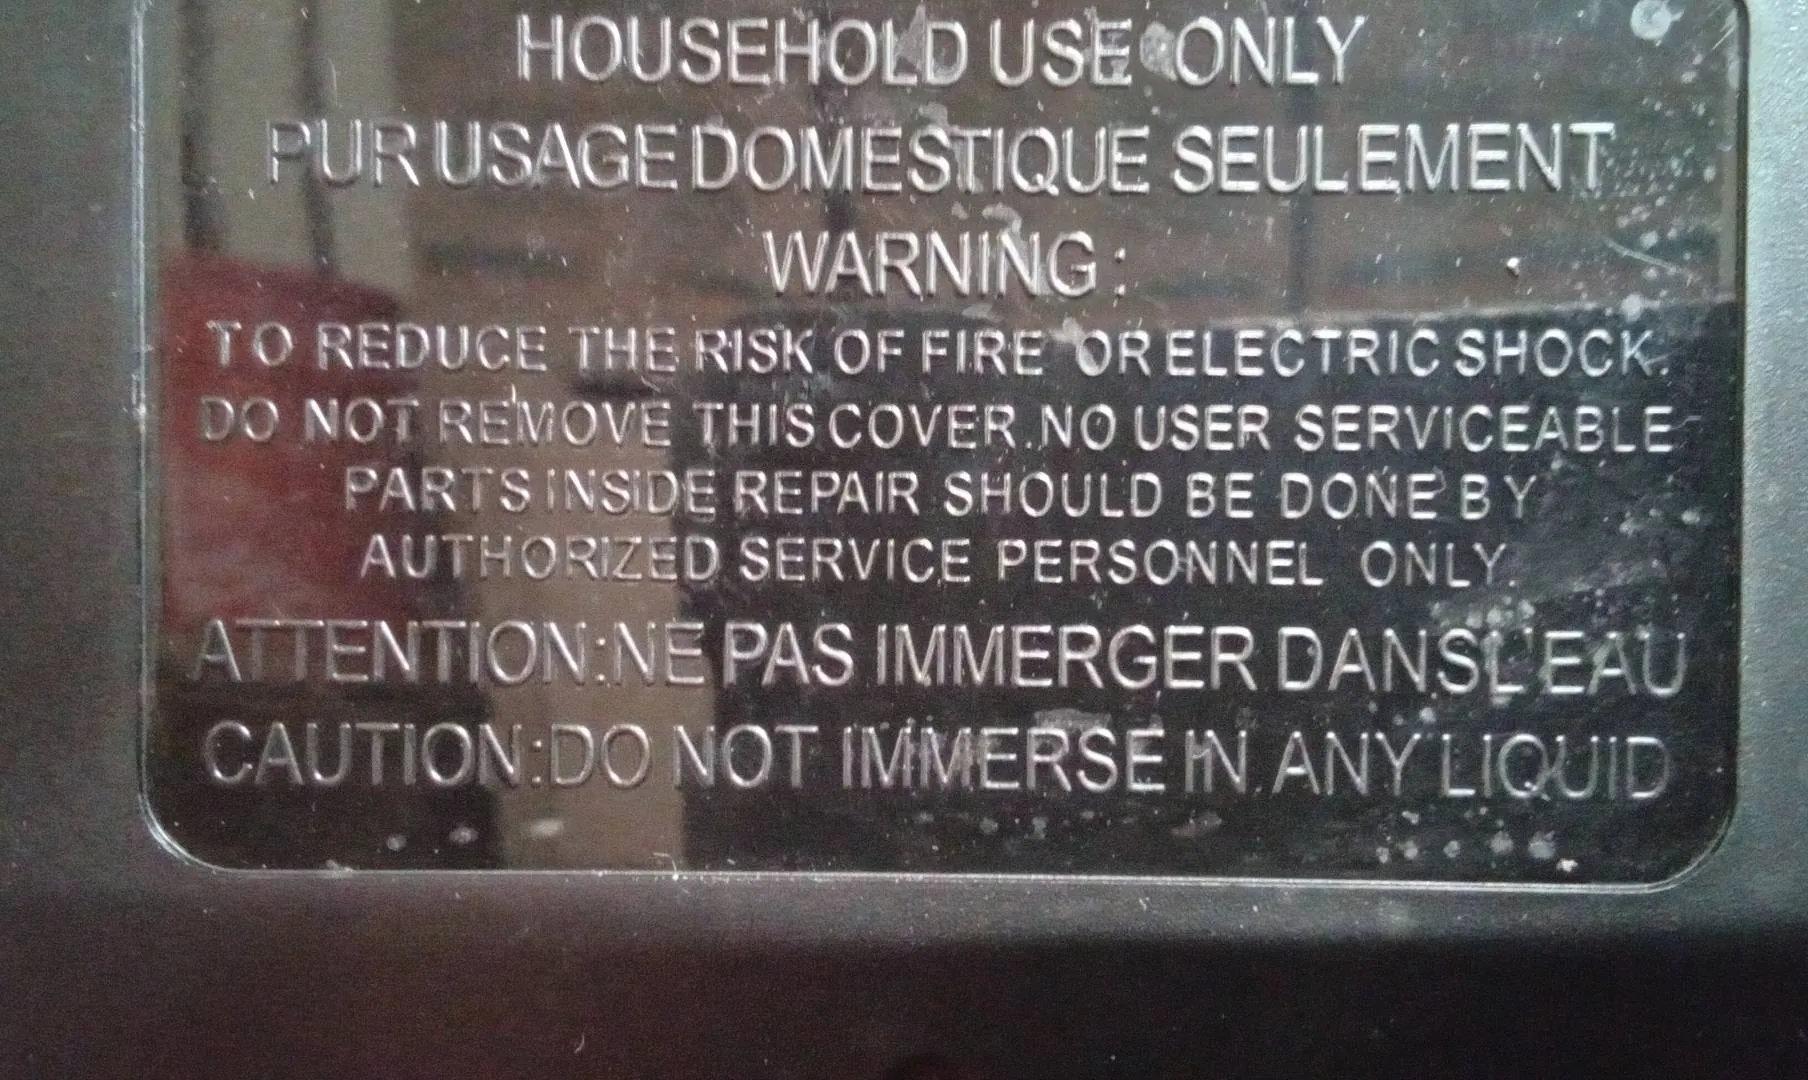 HOUSEHOLD USE ONLY
PUR USAGE DOMESTIQUE SEULEMENT
WARNING:
TO REDUCE THE RISK OF FIRE OR ELECTRIC SHOCK.
DO NOT REMOVE THIS COVER. NO USER SERVICEABLE
PARTS INSIDE REPAIR SHOULD BE DONE BY
AUTHORIZED SERVICE PERSONNEL ONLY.
ATTENTION:NE PAS IMMERGER DANS L'EAU
CAUTION:DO NOT IMMERSE IN ANY LIQUID